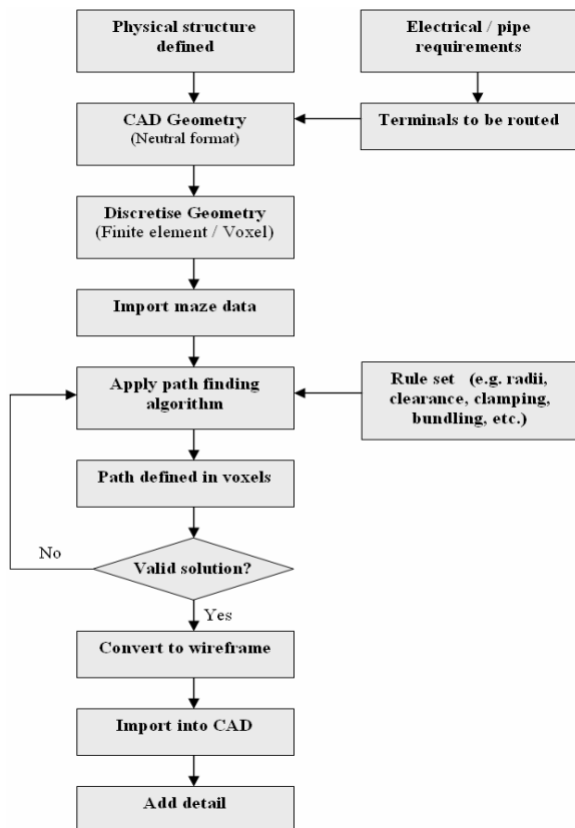 Physical structure
defined
Electrical / pipe
requirements
CAD Geometry
(Neutral format)
Terminals to be routed
Discretise Geometry
(Finite element / Voxel)
Import maze data
Apply path finding
algorithm
Rule set (e.g. radii,
clearance, clamping,
bundling, etc.)
Path defined in voxels
No
Valid solution?
Yes
Convert to wireframe
Import into CAD
Add detail